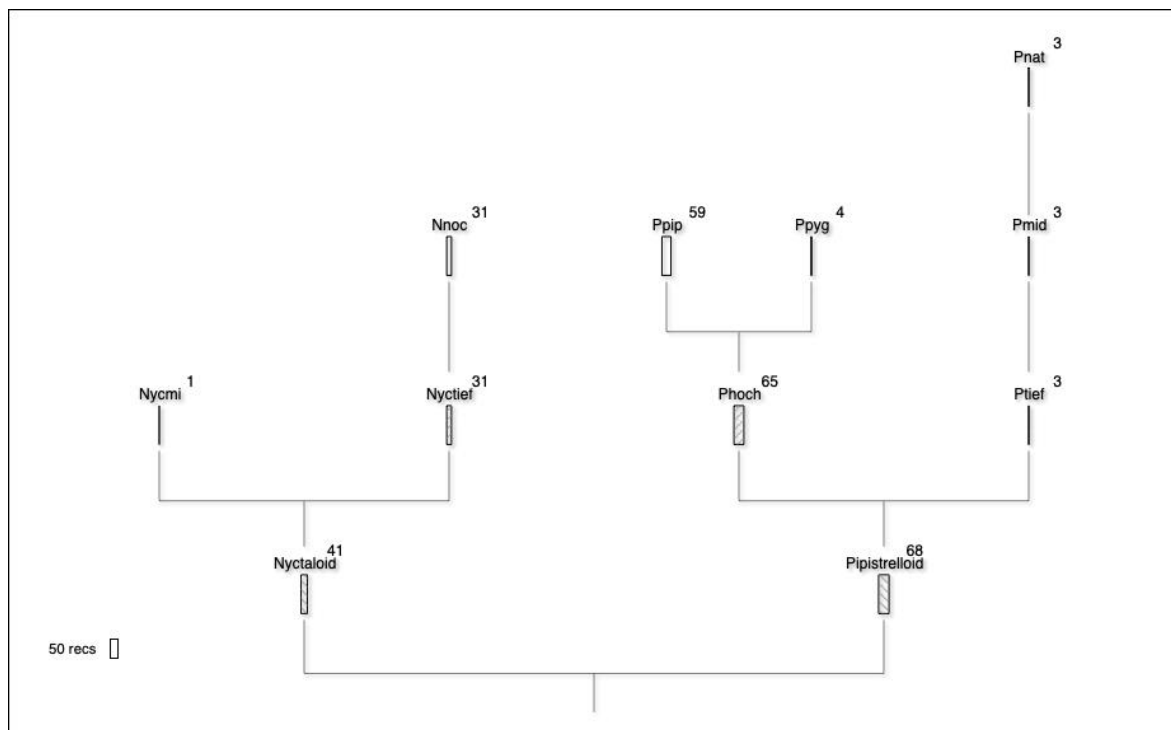 Pnat 3
Nnoc 31
Ppip 59
Ppyg 4
Pmid 3
Nycmi 1
Nyctief 31
Phoch 65
Ptief 3
Nyctaloid 41
Pipistrelloid 68
50 recs